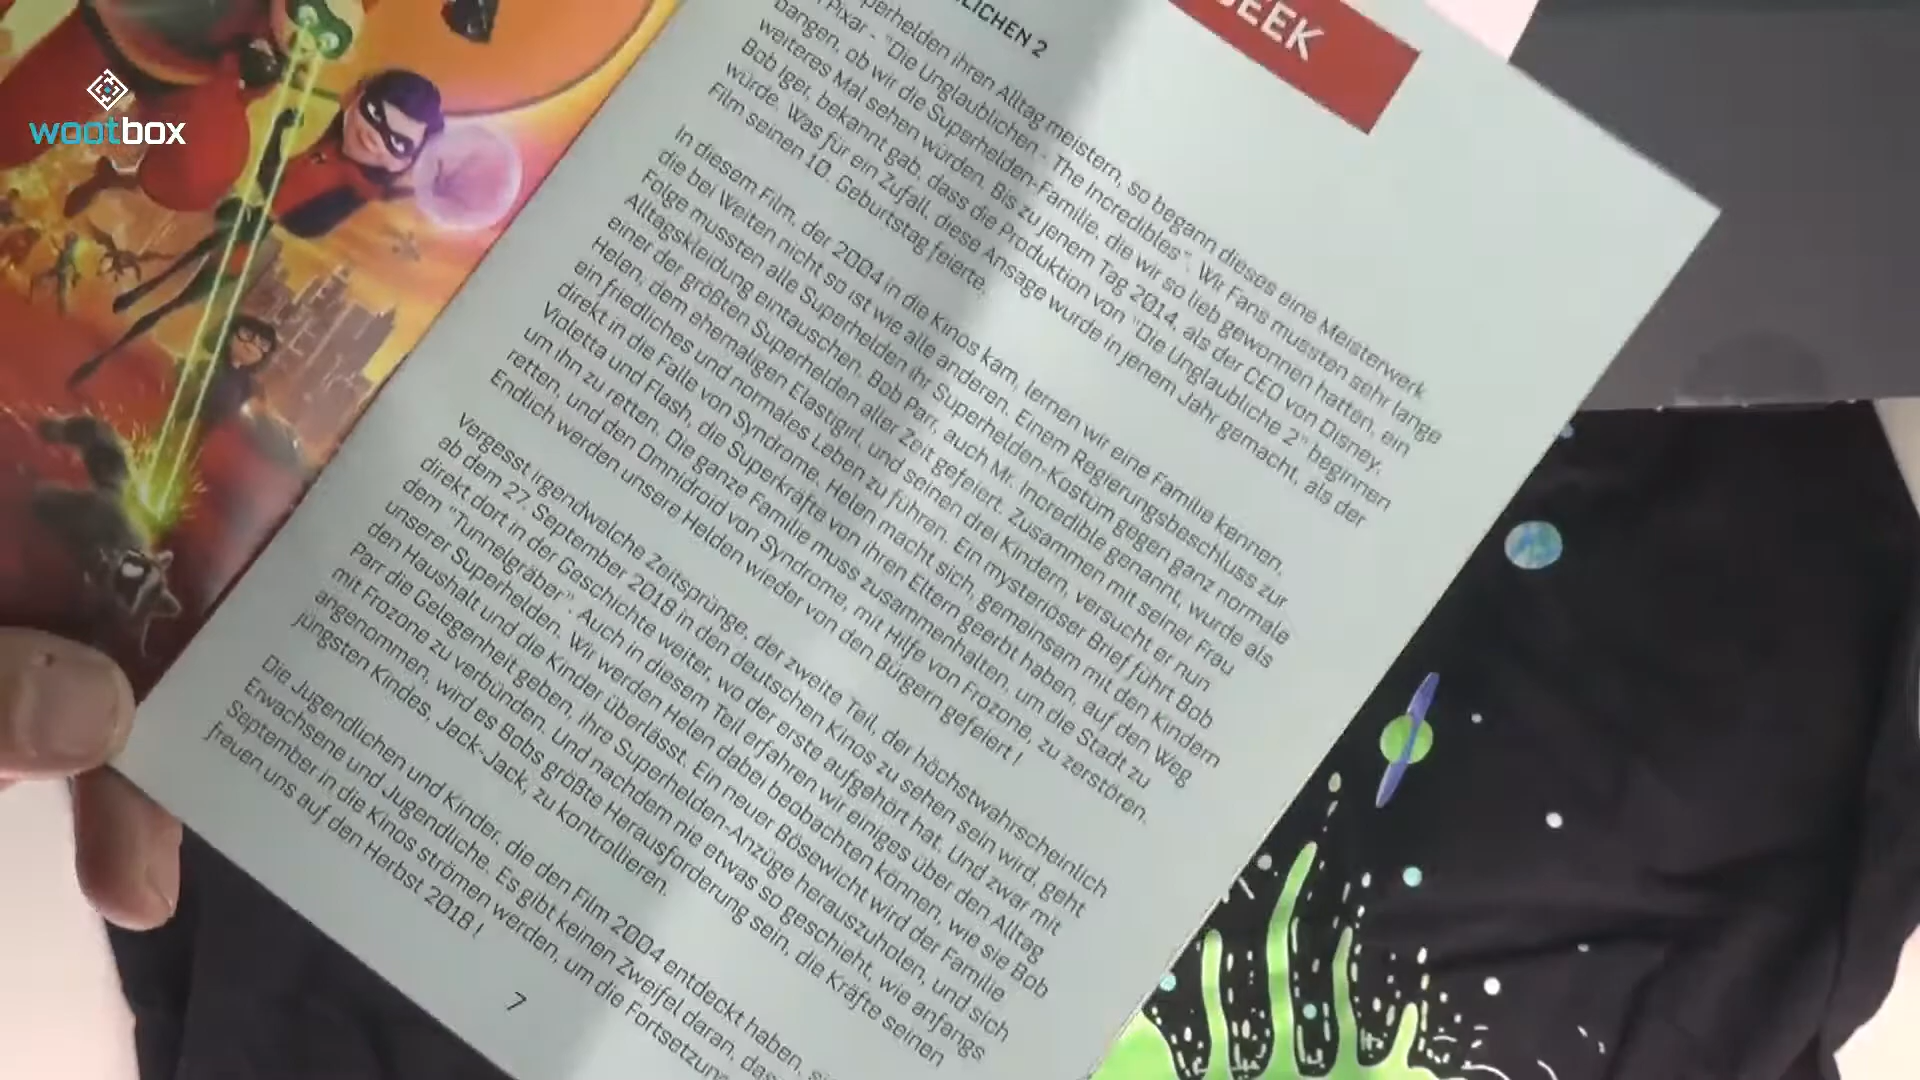 wootbox
GEEK
LICHEN 2
perhelden ihren Alltag meistern, so begann dieses eine Meisterwerk
Pixar - "Die Unglaublichen - The Incredibles". Wir Fans mussten sehr lange
bangen, ob wir die Superhelden-Familie, die wir so lieb gewonnen hatten, ein
weiteres Mal sehen würden. Bis zu jenem Tag 2014, als der CEO von Disney,
Bob Iger, bekannt gab, dass die Produktion von "Die Unglaubliche 2" beginnen
würde. Was für ein Zufall, diese Ansage wurde in jenem Jahr gemacht, als der
Film seinen 10. Geburtstag feierte.
In diesem Film, der 2004 in die Kinos kam, lernen wir eine Familie kennen,
die bei Weiten nicht so ist wie alle anderen. Einem Regierungsbeschluss zur
Folge mussten alle Superhelden ihr Superhelden-Kostüm gegen ganz normale
Alltagskleidung eintauschen. Bob Parr, auch Mr. Incredible genannt, wurde als
einer der größten Superhelden aller Zeit gefeiert. Zusammen mit seiner Frau
Helen, dem ehemaligen Elastigirl, und seinen drei Kindern, versucht er nun
ein friedliches und normales Leben zu führen. Ein mysteriöser Brief führt Bob
direkt in die Falle von Syndrome. Helen macht sich, gemeinsam mit den Kindern
Violetta und Flash, die Superkräfte von ihren Eltern geerbt haben, auf den Weg
um ihn zu retten. Die ganze Familie muss zusammenhalten, um die Stadt zu
retten, und den Omnidroid von Syndrome, mit Hilfe von Frozone, zu zerstören.
Endlich werden unsere Helden wieder von den Bürgern gefeiert !
Vergesst irgendwelche Zeitsprünge, der zweite Teil, der höchstwahrscheinlich
ab dem 27. September 2018 in den deutschen Kinos zu sehen sein wird, geht
direkt dort in der Geschichte weiter, wo der erste aufgehört hat. Und zwar mit
dem "Tunnelgräber". Auch in diesem Teil erfahren wir einiges über den Alltag
unserer Superhelden. Wir werden Helen dabei beobachten können, wie sie Bob
den Haushalt und die Kinder überlässt. Ein neuer Bösewicht wird der Familie
Parr die Gelegenheit geben, ihre Superhelden-Anzüge herauszuholen, und sich
mit Frozone zu verbünden. Und nachdem nie etwas so geschieht, wie anfangs
angenommen, wird es Bobs größte Herausforderung sein, die Kräfte seinen
jüngsten Kindes, Jack-Jack, zu kontrollieren.
Die Jugendlichen und Kinder, die den Film 2004 entdeckt haben,
Erwachsene und Jugendliche. Es gibt keinen Zweifel daran,
September in die Kinos strömen werden, um die Fortsetzung
freuen uns auf den Herbst 2018 !
7